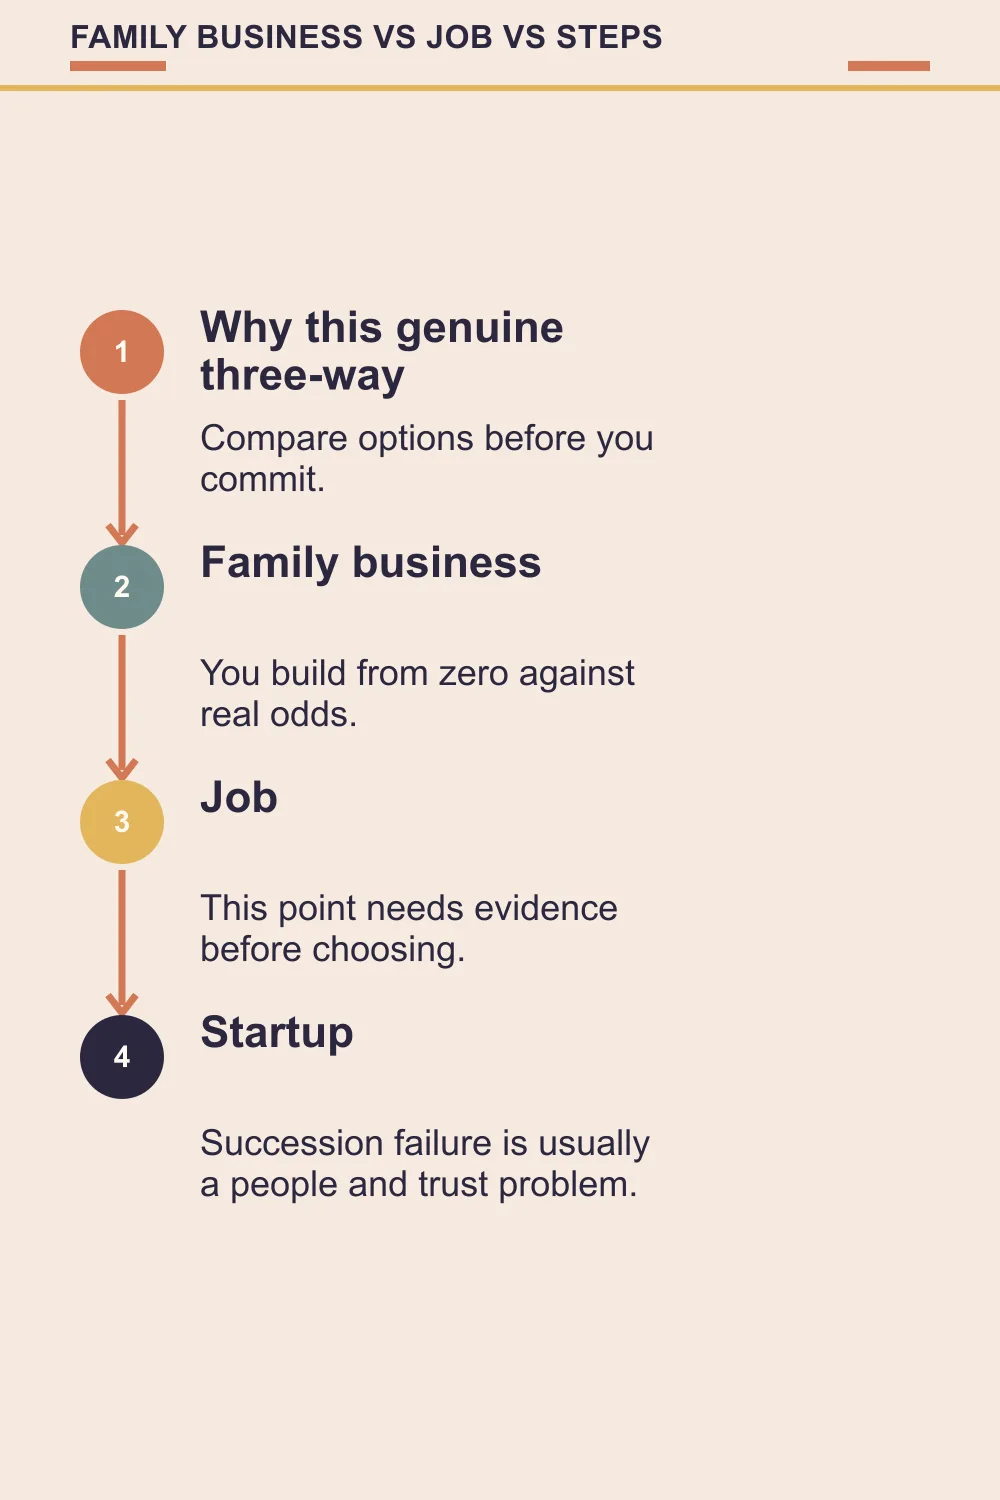 FAMILY BUSINESS VS JOB VS STEPS
1
Why this genuine
three-way
Compare options before you
commit.
2
Family business
You build from zero against
real odds.
3
Job
This point needs evidence
before choosing.
4
Startup
Succession failure is usually
a people and trust problem.